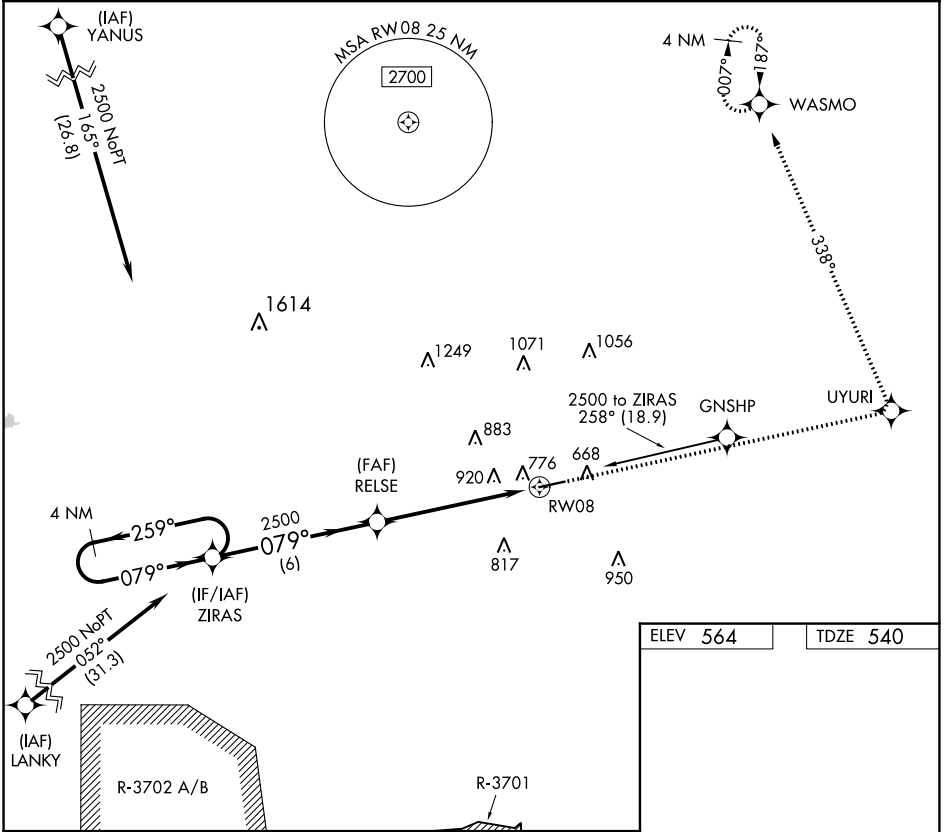 (IAF)
YANUS
2500 NoPT
165°
(26.8)
MSA RW08 25 NM
2700
4 NM
007°
187°
WASMO
338°
1614
1249
1071
1056
2500 to ZIRAS
258° (18.9)
GNSHP
UYURI
883
920
776
668
(FAF)
RELSE
RW08
4 NM
259°
079°
2500
079°
(6)
(IF/IAF)
ZIRAS
817
950
2500 NoPT
052°
(31.3)
(IAF)
LANKY
R-3702 A/B
R-3701
ELEV 564
TDZE 540